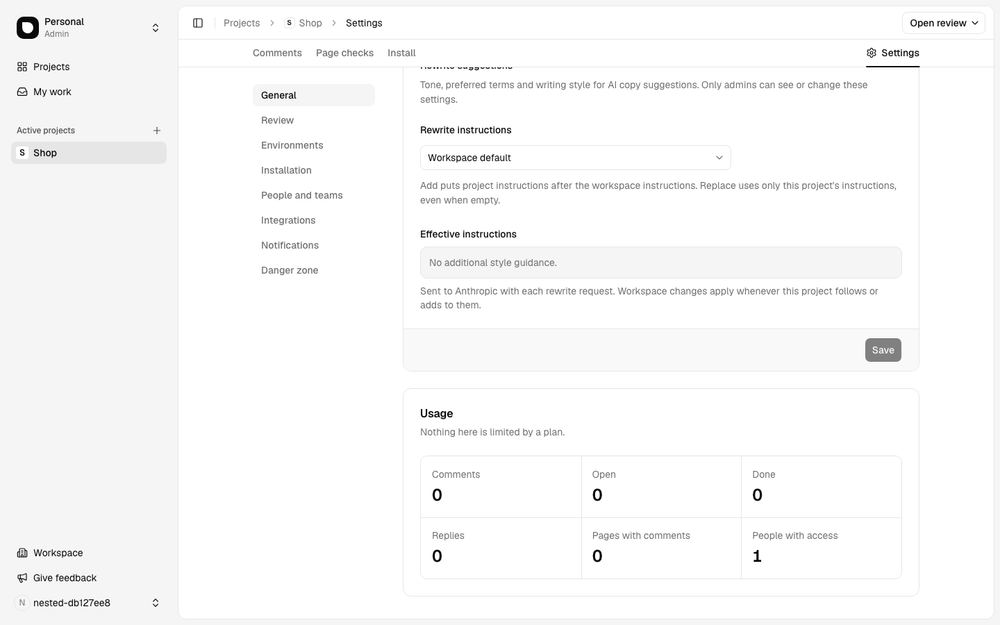 Personal
Admin
Projects
My work
Active projects
S Shop
Workspace
Give feedback
N nested-db127ee8
Projects > S Shop > Settings
Open review
Comments Page checks Install
Settings
General
Review
Environments
Installation
People and teams
Integrations
Notifications
Danger zone
Rewrite suggestions
Tone, preferred terms and writing style for AI copy suggestions. Only admins can see or change these
settings.
Rewrite instructions
Workspace default
Add puts project instructions after the workspace instructions. Replace uses only this project's instructions,
even when empty.
Effective instructions
No additional style guidance.
Sent to Anthropic with each rewrite request. Workspace changes apply whenever this project follows or
adds to them.
Save
Usage
Nothing here is limited by a plan.
Comments
0
Open
0
Done
0
Replies
0
Pages with comments
0
People with access
1